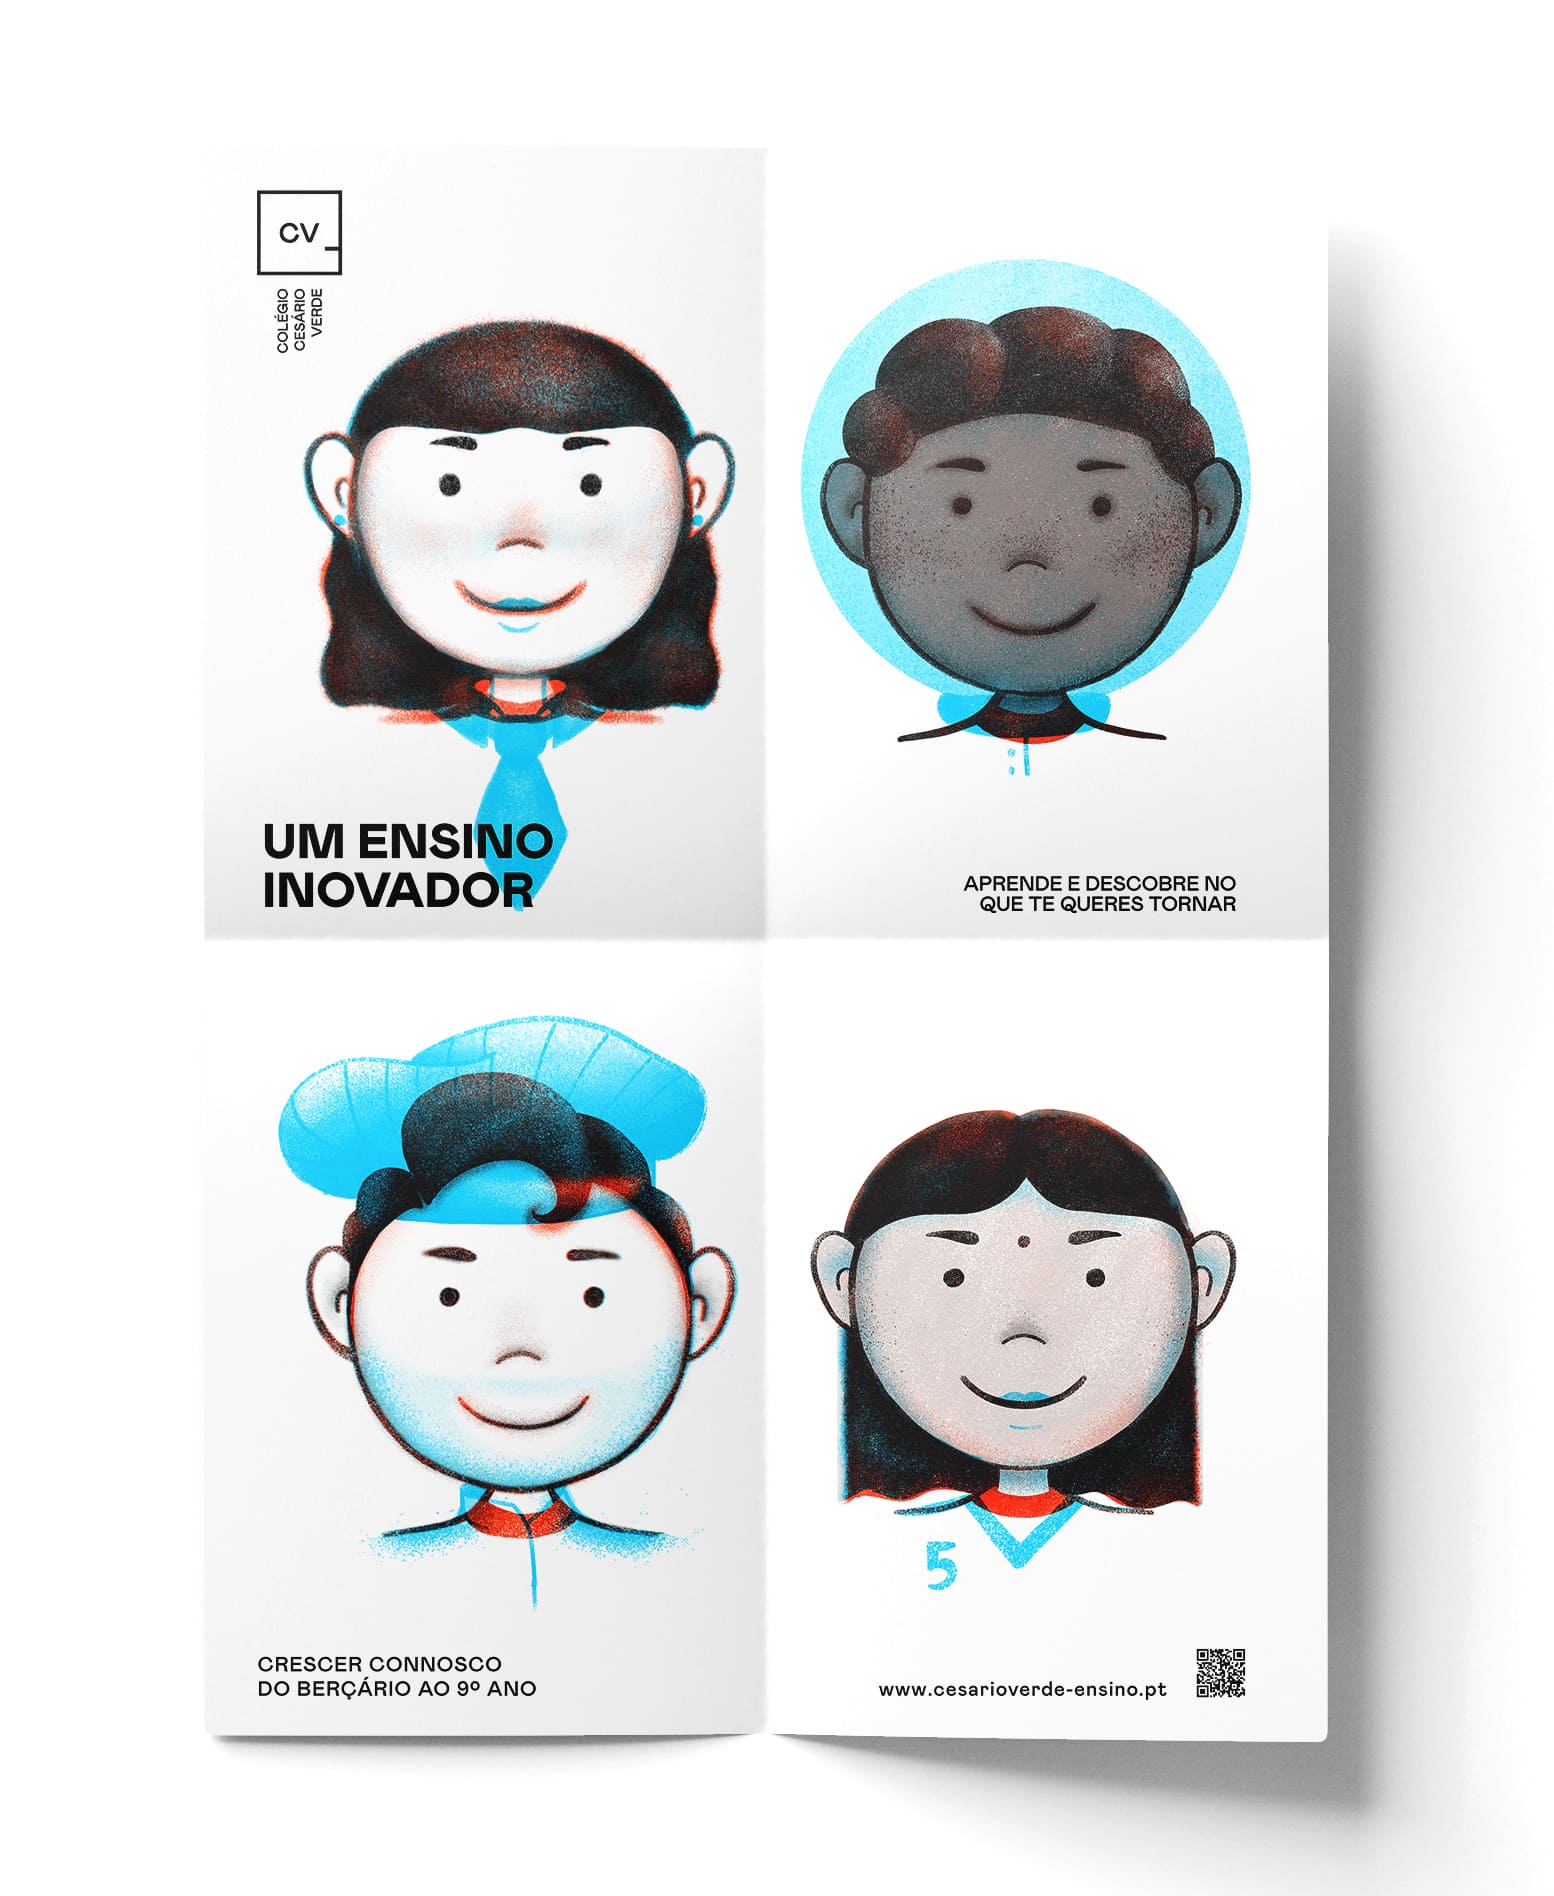 CV
COLÉGIO
CESÁRIO
VERDE
UM ENSINO
INOVADOR
APRENDE E DESCOBRE NO
QUE TE QUERES TORNAR
CRESCER CONNOSCO
DO BERÇÁRIO AO 9º ANO
5
www.cesarioverde-ensino.pt